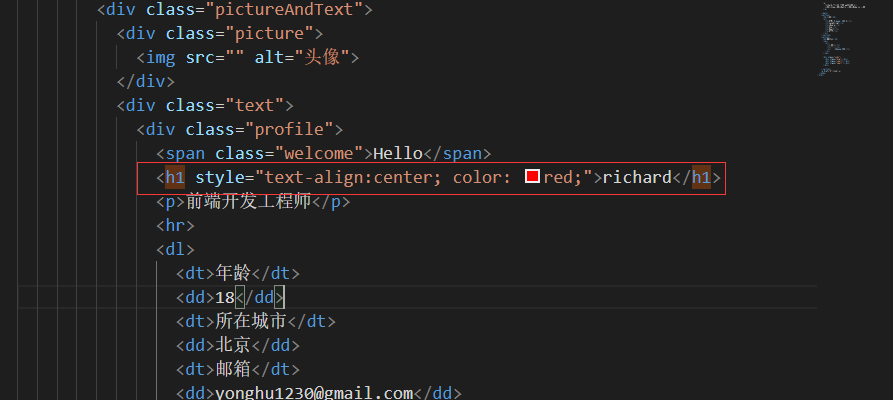 <div class="pictureAndText">
<div class="picture">
<img src="" alt="头像">
</div>
<div class="text">
<div class="profile">
<span class="welcome">Hello</span>
<h1 style="text-align:center; color: red;">richard</h1>
<p>前端开发工程师</p>
<hr>
<dl>
<dt>年龄</dt>
<dd>18</dd>
<dt>所在城市</dt>
<dd>北京</dd>
<dt>邮箱</dt>
<dd>yonghu1230@gmail.com</dd>